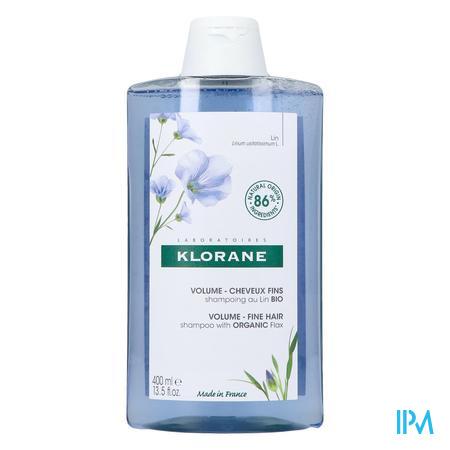 Lin
Linum usitatissimum L.
NATURAL ORIGIN
86%
INGREDIENTS
LABORATOIRES
KLORANE
VOLUME - CHEVEUX FINS
shampoing au Lin BIO
VOLUME - FINE HAIR
shampoo with ORGANIC Flax
400 ml e
13.5 fl.oz.
Made in France
IPM